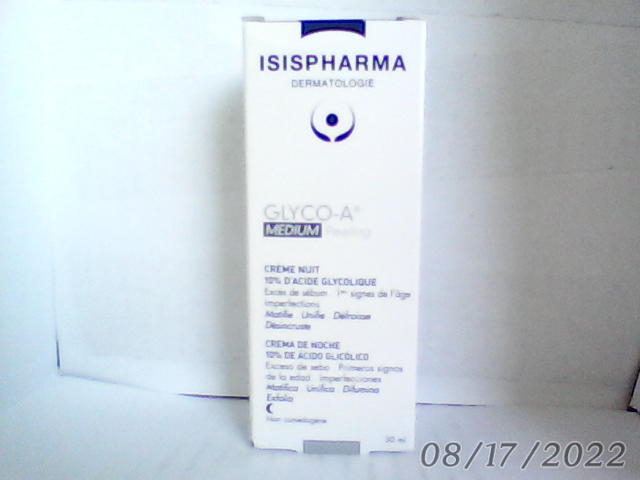 ISISPHARMA
DERMATOLOGIE
GLYCO-A®
MEDIUM Peeling
CRÈME NUIT
10% D'ACIDE GLYCOLIQUE
Excès de sébum 1ers signes de l'âge
Imperfections
Matifie Unifie Défroisse
Désincruste
CREMA DE NOCHE
10% DE ÁCIDO GLICÓLICO
Exceso de sebo Primeros signos
de la edad Imperfecciones
Matifica Unifica Difumina
Exfolia
Non comedogène
30 ml
08/17/2022